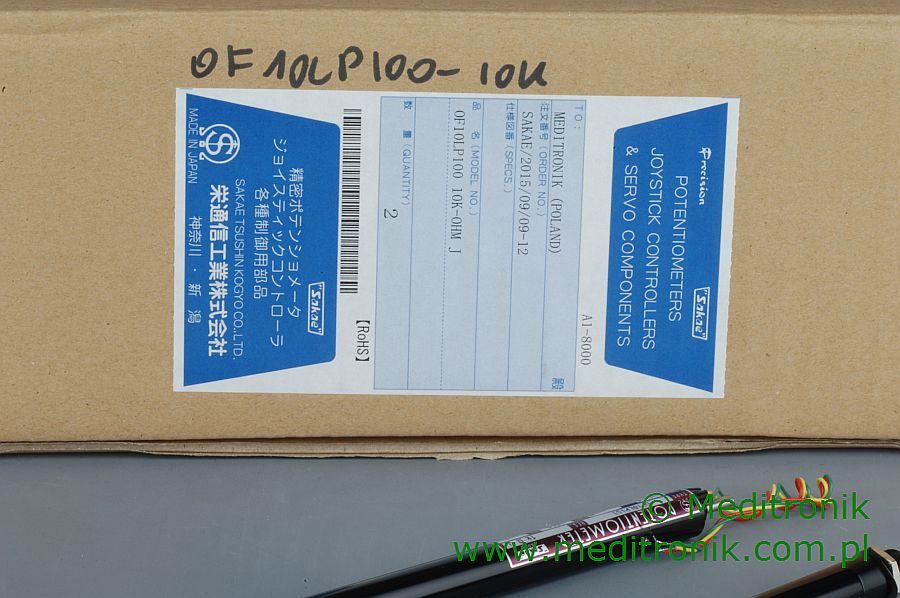 OF10LP100-10K
Precision
POTENTIOMETERS
JOYSTICK CONTROLLERS
& SERVO COMPONENTS
Sakae
A1-8000
TO:
MEDITRONIK (POLAND)
殿
注文番号 (ORDER NO.)
SAKAE/2015/09/09-12
仕様図番 (SPECS.)
品 名 (MODEL NO.)
OF10LP100 10K-OHM J
数 量 (QUANTITY)
2
【RoHS】
Sakae
精密ポテンショメータ
ジョイスティックコントローラ
各種制御用部品
SAKAE TSUSHIN KOGYO CO., LTD.
栄通信工業株式会社
MADE IN JAPAN
神奈川・新潟
POTENTIOMETER
© Meditronik
www.meditronik.com.pl